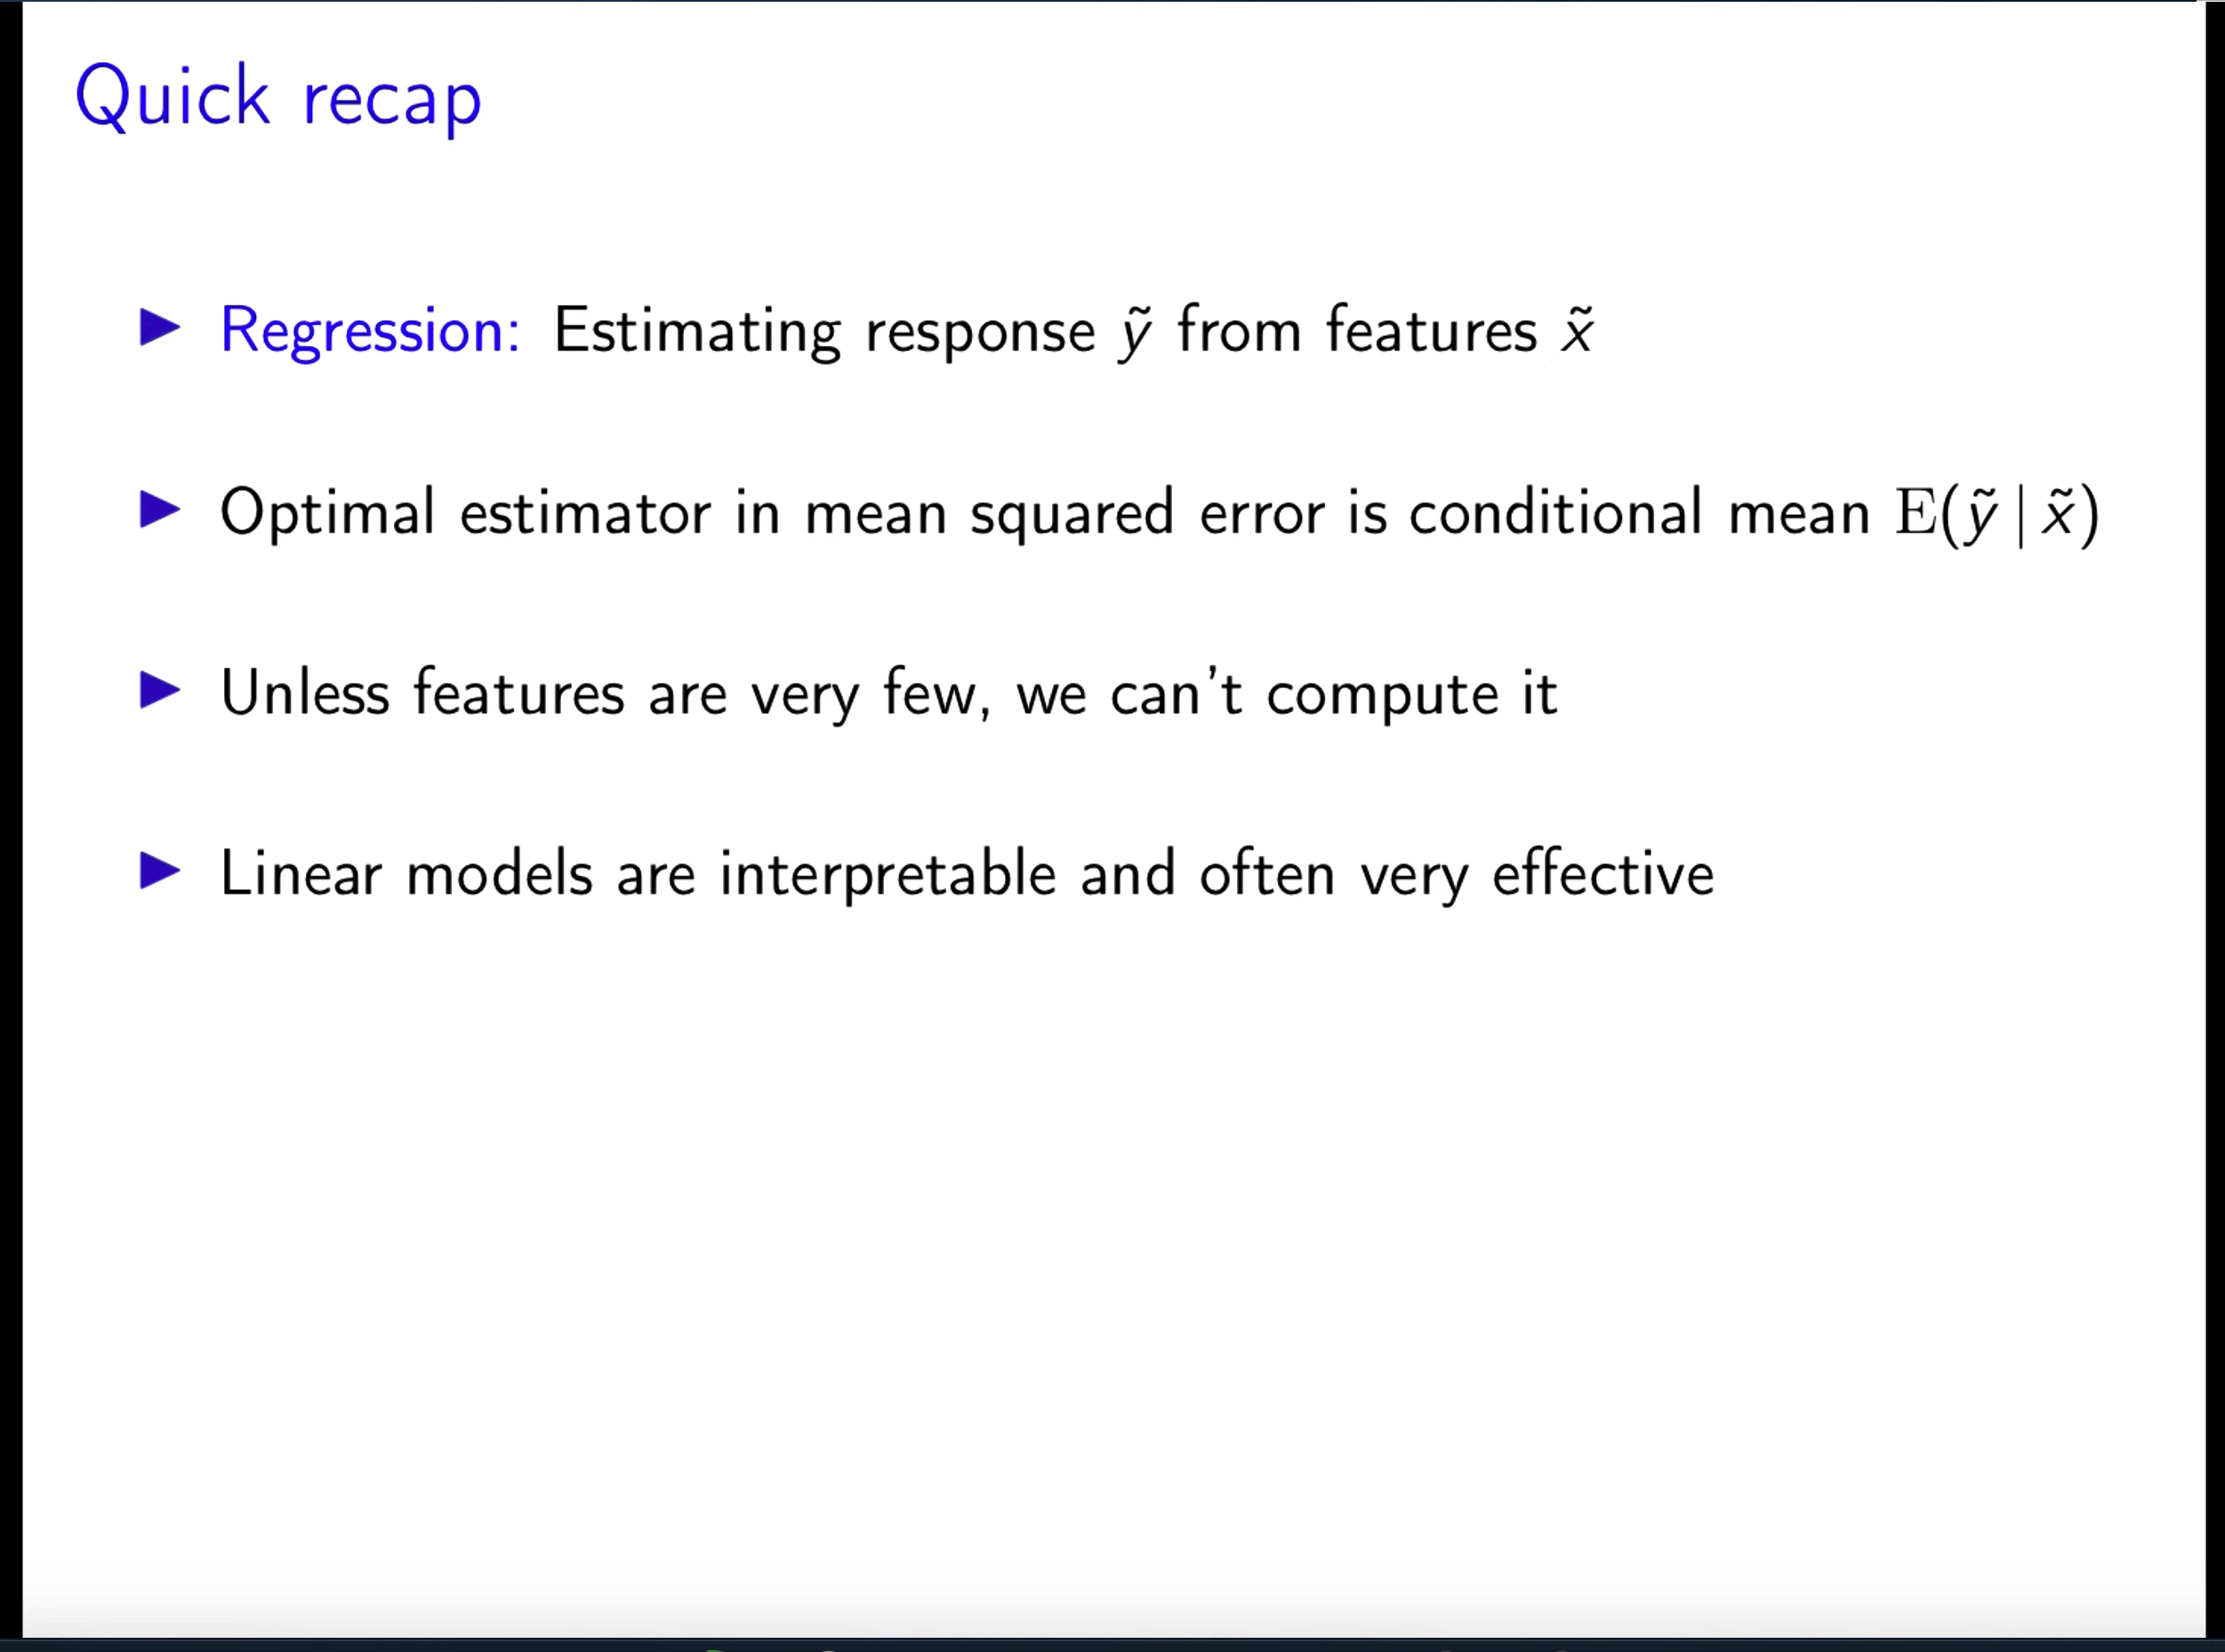 Quick recap
▶ Regression: Estimating response ỹ from features x̃
▶ Optimal estimator in mean squared error is conditional mean E(ỹ | x̃)
▶ Unless features are very few, we can't compute it
▶ Linear models are interpretable and often very effective